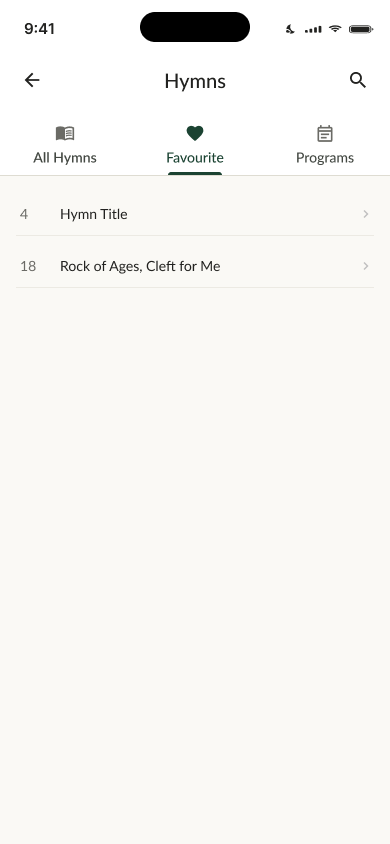 9:41
Hymns
All Hymns
Favourite
Programs
4 Hymn Title
18 Rock of Ages, Cleft for Me